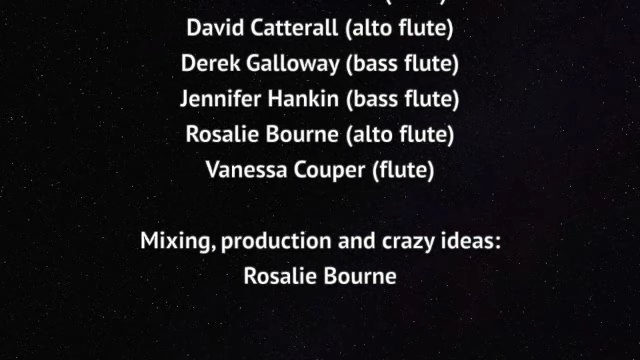 David Catterall (alto flute)
Derek Galloway (bass flute)
Jennifer Hankin (bass flute)
Rosalie Bourne (alto flute)
Vanessa Couper (flute)
Mixing, production and crazy ideas:
Rosalie Bourne